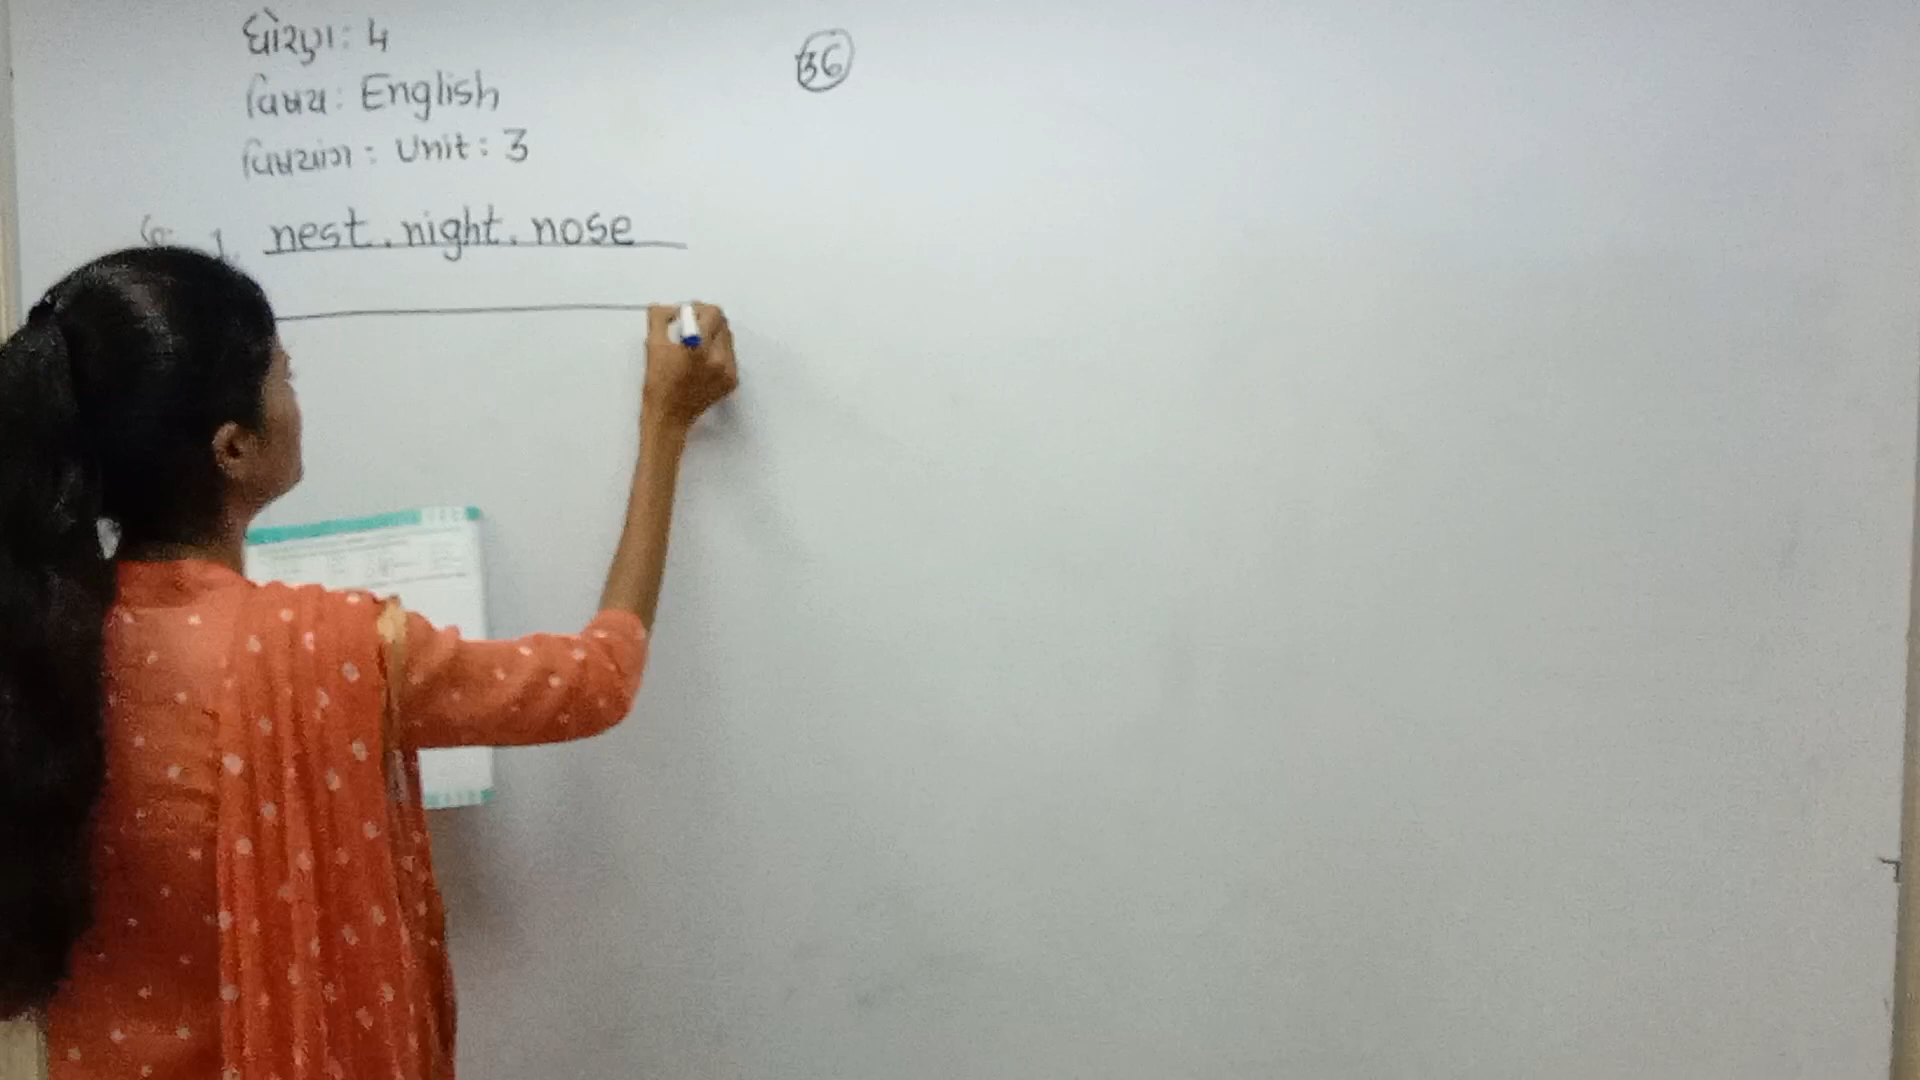 ધોરણ: 4
36
વિષય: English
વિષયાંગ: Unit: 3
1. nest, night, nose